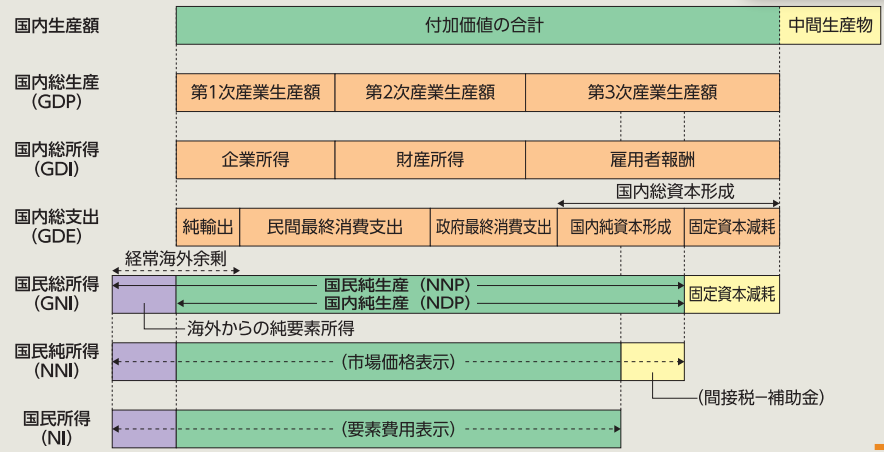 国内生産額
付加価値の合計
中間生産物
国内総生産
(GDP)
第1次産業生産額
第2次産業生産額
第3次産業生産額
国内総所得
(GDI)
企業所得
財産所得
雇用者報酬
国内総資本形成
国内総支出
(GDE)
純輸出
民間最終消費支出
政府最終消費支出
国内純資本形成
固定資本減耗
経常海外余剰
国民総所得
(GNI)
国民純生産(NNP)
国内純生産(NDP)
固定資本減耗
海外からの純要素所得
国民純所得
(NNI)
(市場価格表示)
(間接税－補助金)
国民所得
(NI)
(要素費用表示)